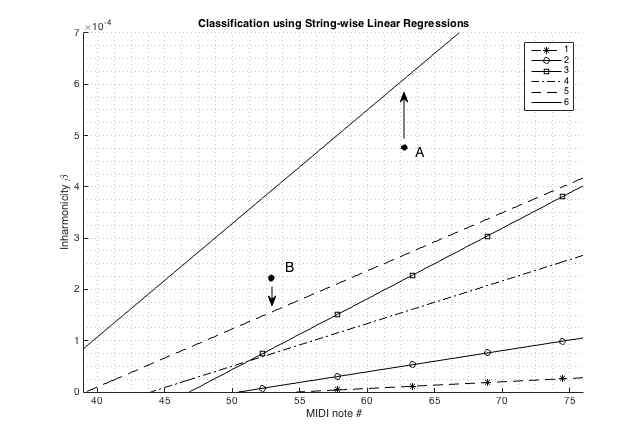 Classification using String-wise Linear Regressions
×10⁻⁴
7
6
5
4
3
2
1
0
Inharmonicity β
40 45 50 55 60 65 70 75
MIDI note #
A
B
1
2
3
4
5
6